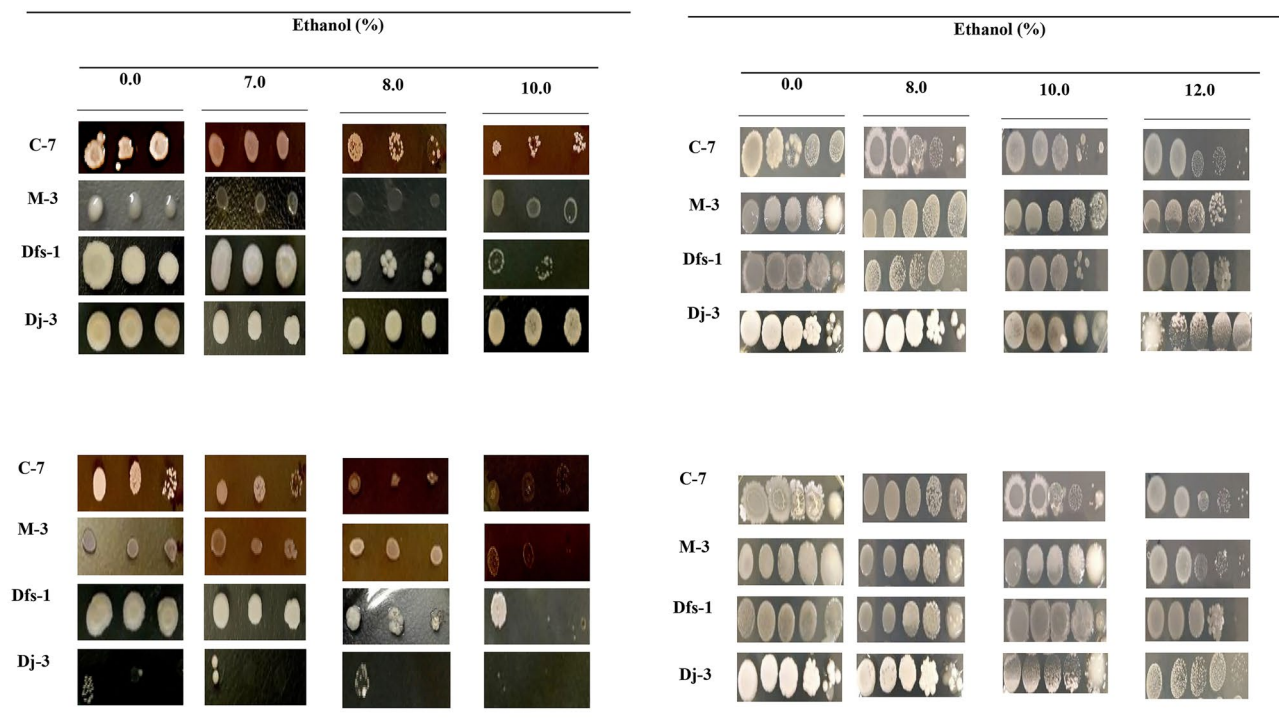 Ethanol (%)
0.0 7.0 8.0 10.0
C-7
M-3
Dfs-1
Dj-3
C-7
M-3
Dfs-1
Dj-3
Ethanol (%)
0.0 8.0 10.0 12.0
C-7
M-3
Dfs-1
Dj-3
C-7
M-3
Dfs-1
Dj-3